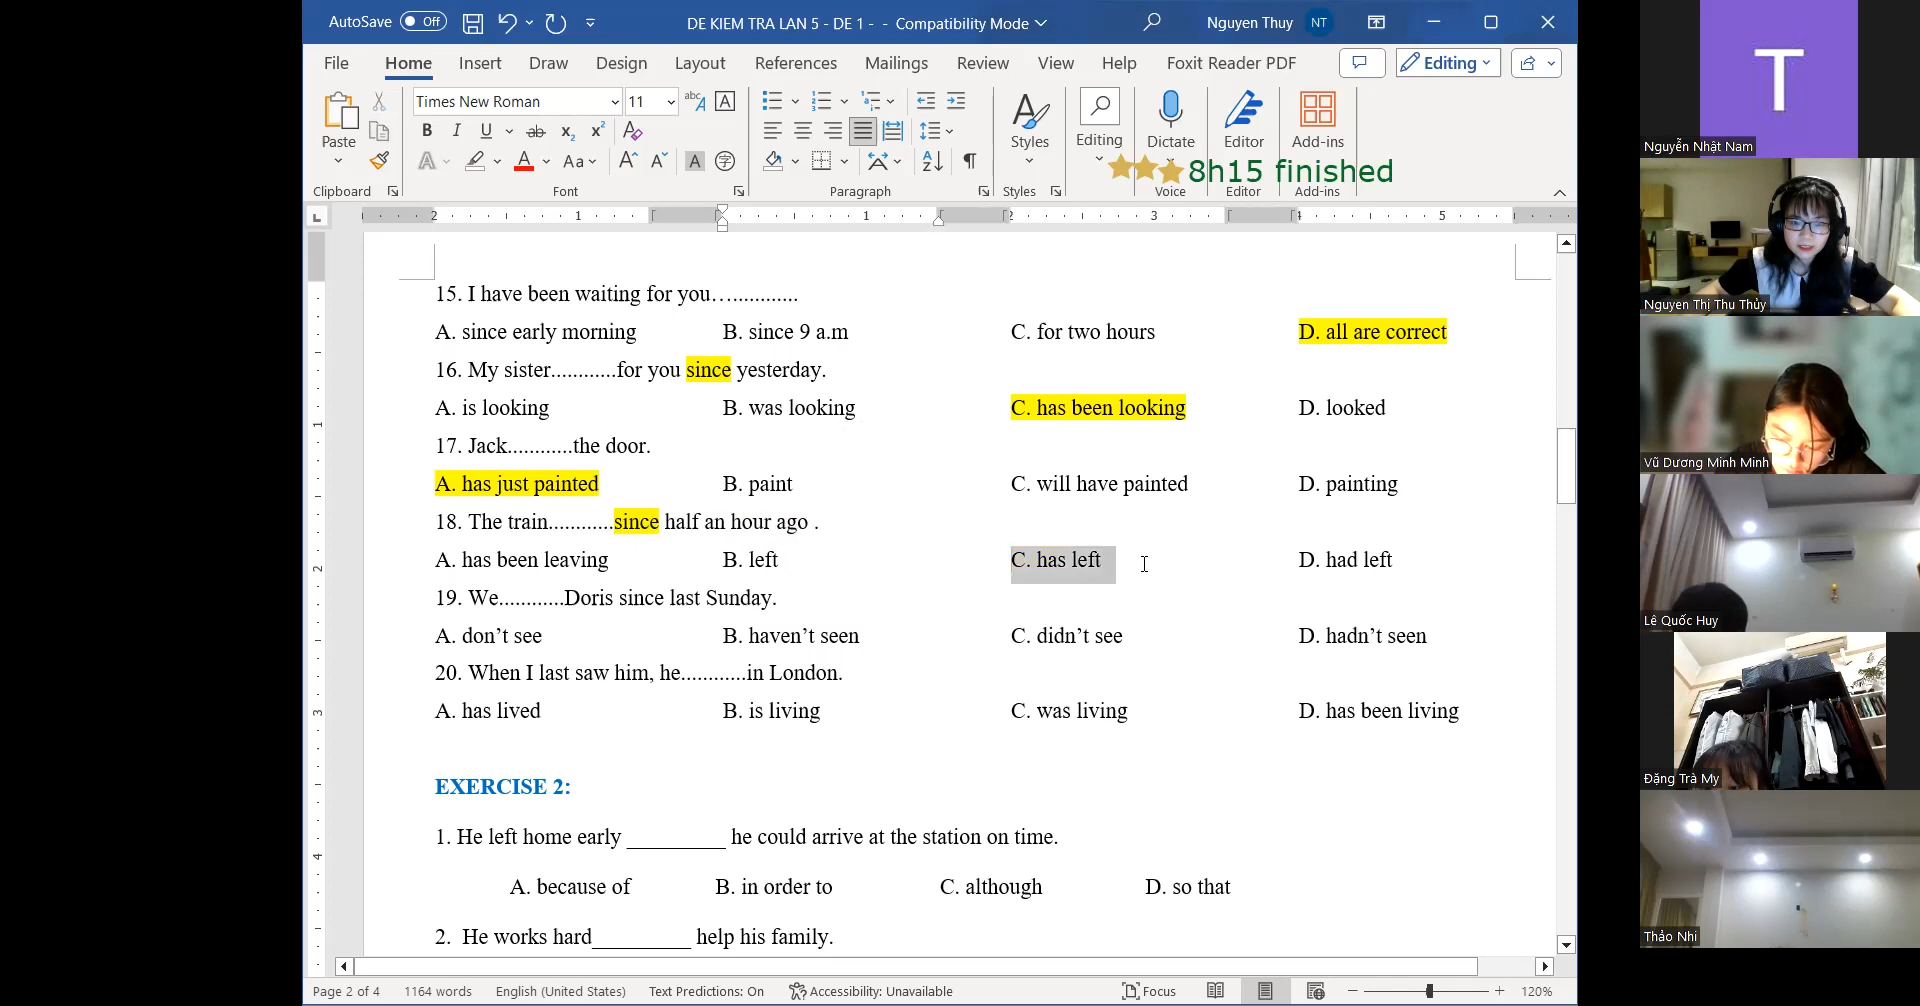 AutoSave Off DE KIEM TRA LAN 5 - DE 1 - - Compatibility Mode Nguyen Thuy NT
File Home Insert Draw Design Layout References Mailings Review View Help Foxit Reader PDF Editing
Paste Times New Roman 11 Styles Editing Dictate Editor Add-ins
Clipboard Font Paragraph Styles Voice Editor Add-ins
8h15 finished
15. I have been waiting for you…............
A. since early morning B. since 9 a.m C. for two hours D. all are correct
16. My sister............for you since yesterday.
A. is looking B. was looking C. has been looking D. looked
17. Jack............the door.
A. has just painted B. paint C. will have painted D. painting
18. The train............since half an hour ago .
A. has been leaving B. left C. has left D. had left
19. We............Doris since last Sunday.
A. don’t see B. haven’t seen C. didn’t see D. hadn’t seen
20. When I last saw him, he............in London.
A. has lived B. is living C. was living D. has been living
EXERCISE 2:
1. He left home early _________ he could arrive at the station on time.
A. because of B. in order to C. although D. so that
2. He works hard_________ help his family.
Page 2 of 4 1164 words English (United States) Text Predictions: On Accessibility: Unavailable Focus 120%
T
Nguyễn Nhật Nam
Nguyen Thị Thu Thủy
Vũ Dương Minh Minh
Lê Quốc Huy
Đặng Trà My
Thảo Nhi